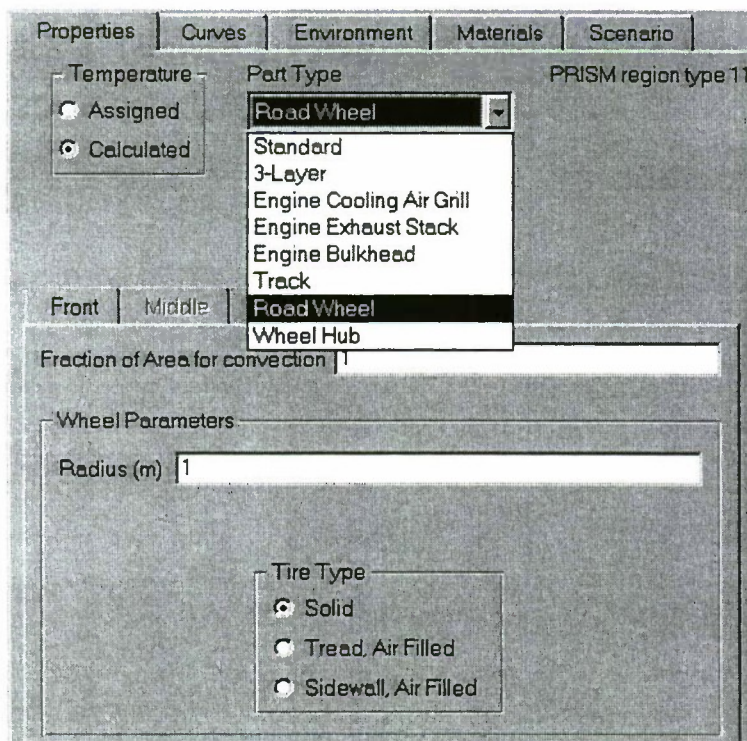 Properties Curves Environment Materials Scenario
Temperature Part Type PRISM region type 11
Assigned Road Wheel
Calculated
Standard
3-Layer
Engine Cooling Air Grill
Engine Exhaust Stack
Engine Bulkhead
Track
Road Wheel
Wheel Hub
Front Middle
Fraction of Area for convection 1
Wheel Parameters
Radius (m) 1
Tire Type
Solid
Tread, Air Filled
Sidewall, Air Filled